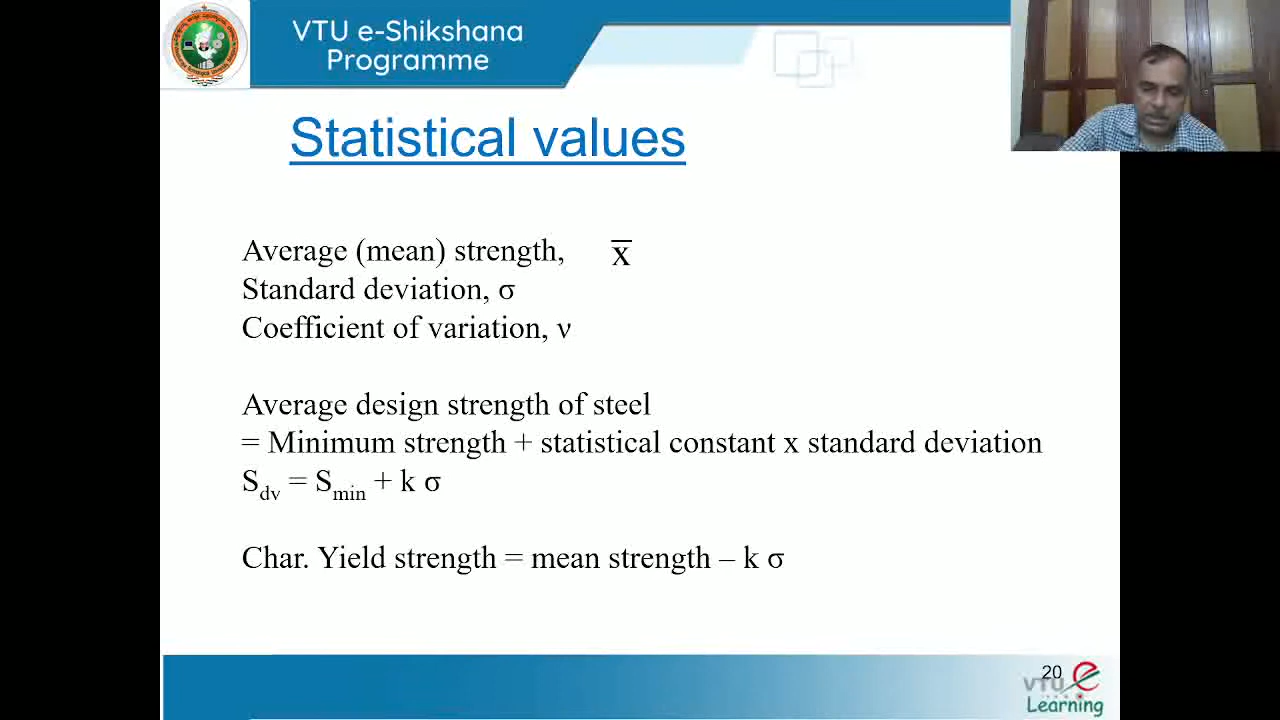 VTU e-Shikshana
Programme
Statistical values
Average (mean) strength, x̅
Standard deviation, σ
Coefficient of variation, ν
Average design strength of steel
= Minimum strength + statistical constant x standard deviation
Sdv = Smin + k σ
Char. Yield strength = mean strength – k σ
20
VTU e
Learning